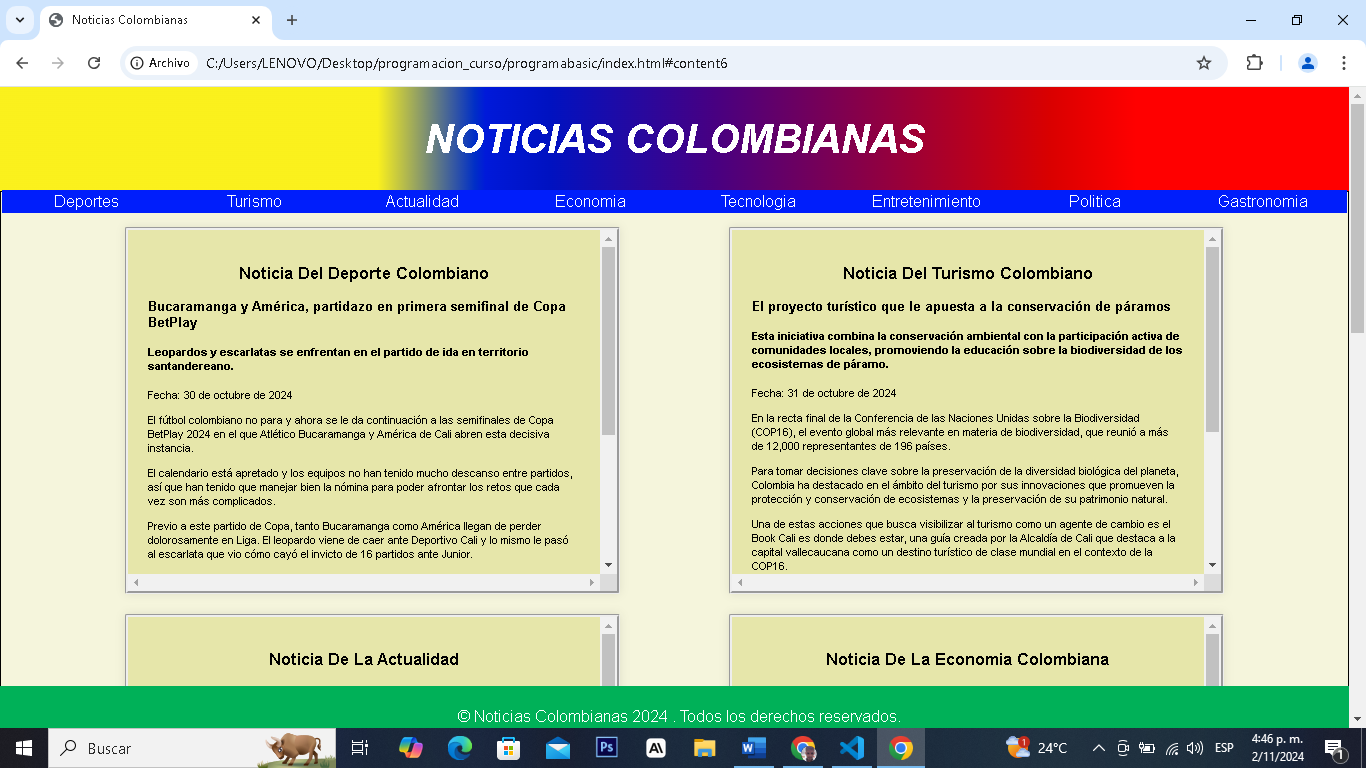 Noticias Colombianas
Archivo
C:/Users/LENOVO/Desktop/programacion_curso/programabasic/index.html#content6
NOTICIAS COLOMBIANAS
Deportes Turismo Actualidad Economia Tecnologia Entretenimiento Politica Gastronomia
Noticia Del Deporte Colombiano
Bucaramanga y América, partidazo en primera semifinal de Copa
BetPlay
Leopardos y escarlatas se enfrentan en el partido de ida en territorio
santandereano.
Fecha: 30 de octubre de 2024
El fútbol colombiano no para y ahora se le da continuación a las semifinales de Copa
BetPlay 2024 en el que Atlético Bucaramanga y América de Cali abren esta decisiva
instancia.
El calendario está apretado y los equipos no han tenido mucho descanso entre partidos,
así que han tenido que manejar bien la nómina para poder afrontar los retos que cada
vez son más complicados.
Previo a este partido de Copa, tanto Bucaramanga como América llegan de perder
dolorosamente en Liga. El leopardo viene de caer ante Deportivo Cali y lo mismo le pasó
al escarlata que vio cómo cayó el invicto de 16 partidos ante Junior.
Noticia Del Turismo Colombiano
El proyecto turístico que le apuesta a la conservación de páramos
Esta iniciativa combina la conservación ambiental con la participación activa de
comunidades locales, promoviendo la educación sobre la biodiversidad de los
ecosistemas de páramo.
Fecha: 31 de octubre de 2024
En la recta final de la Conferencia de las Naciones Unidas sobre la Biodiversidad
(COP16), el evento global más relevante en materia de biodiversidad, que reunió a más
de 12,000 representantes de 196 países.
Para tomar decisiones clave sobre la preservación de la diversidad biológica del planeta,
Colombia ha destacado en el ámbito del turismo por sus innovaciones que promueven la
protección y conservación de ecosistemas y la preservación de su patrimonio natural.
Una de estas acciones que busca visibilizar al turismo como un agente de cambio es el
Book Cali es donde debes estar, una guía creada por la Alcaldía de Cali que destaca a la
capital vallecaucana como un destino turístico de clase mundial en el contexto de la
COP16.
Noticia De La Actualidad
Noticia De La Economia Colombiana
© Noticias Colombianas 2024 . Todos los derechos reservados.
Buscar
Ps
A\
W
1
24°C
ESP
4:46 p. m.
2/11/2024
1